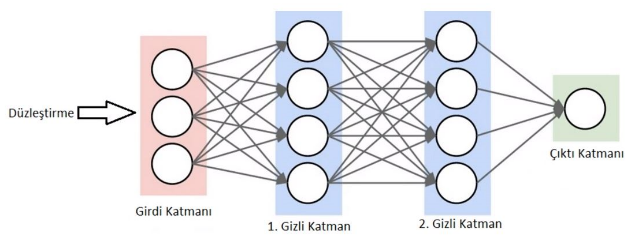 Düzleştirme
Girdi Katmanı
1. Gizli Katman
2. Gizli Katman
Çıktı Katmanı